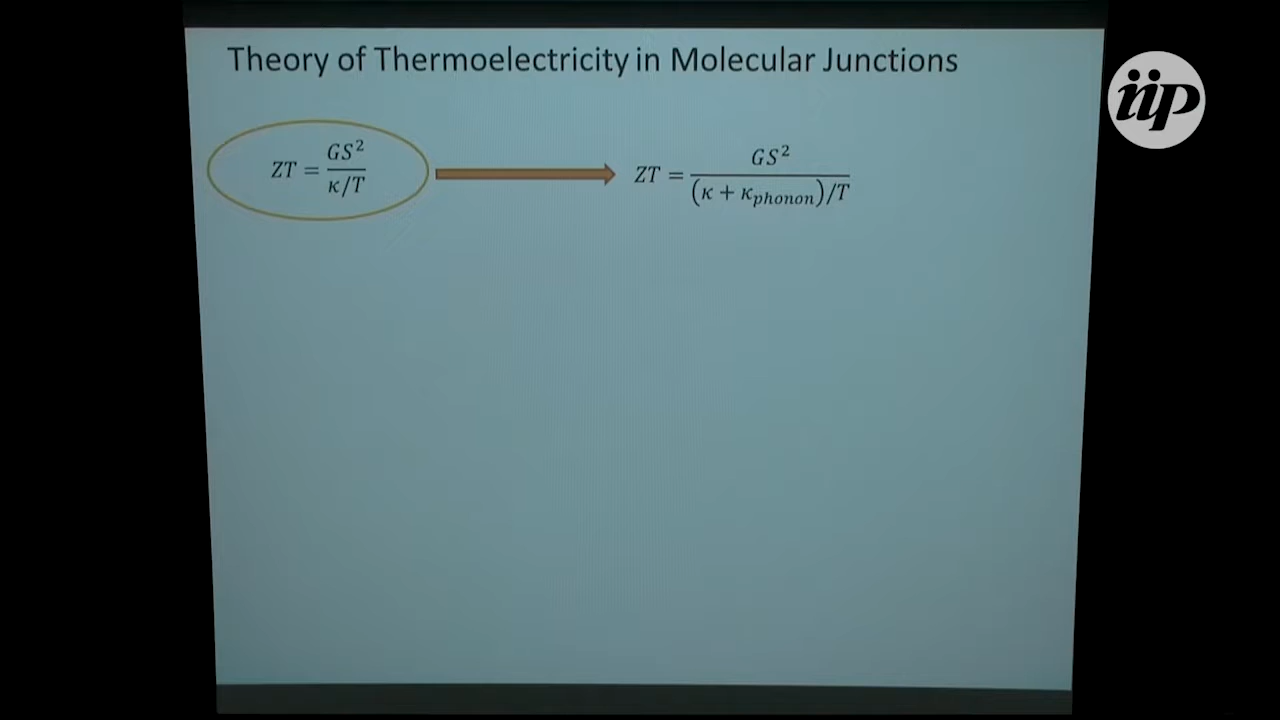 Theory of Thermoelectricity in Molecular Junctions
iip
ZT = GS²/(κ/T)
ZT = GS²/((κ + κ_phonon)/T)